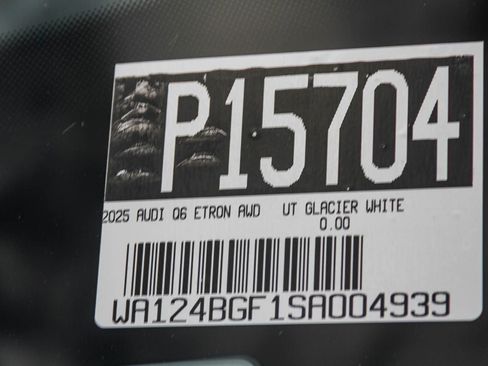 P15704
2025 AUDI Q6 ETRON AWD UT GLACIER WHITE
0.00
WA124BGF1SA004939